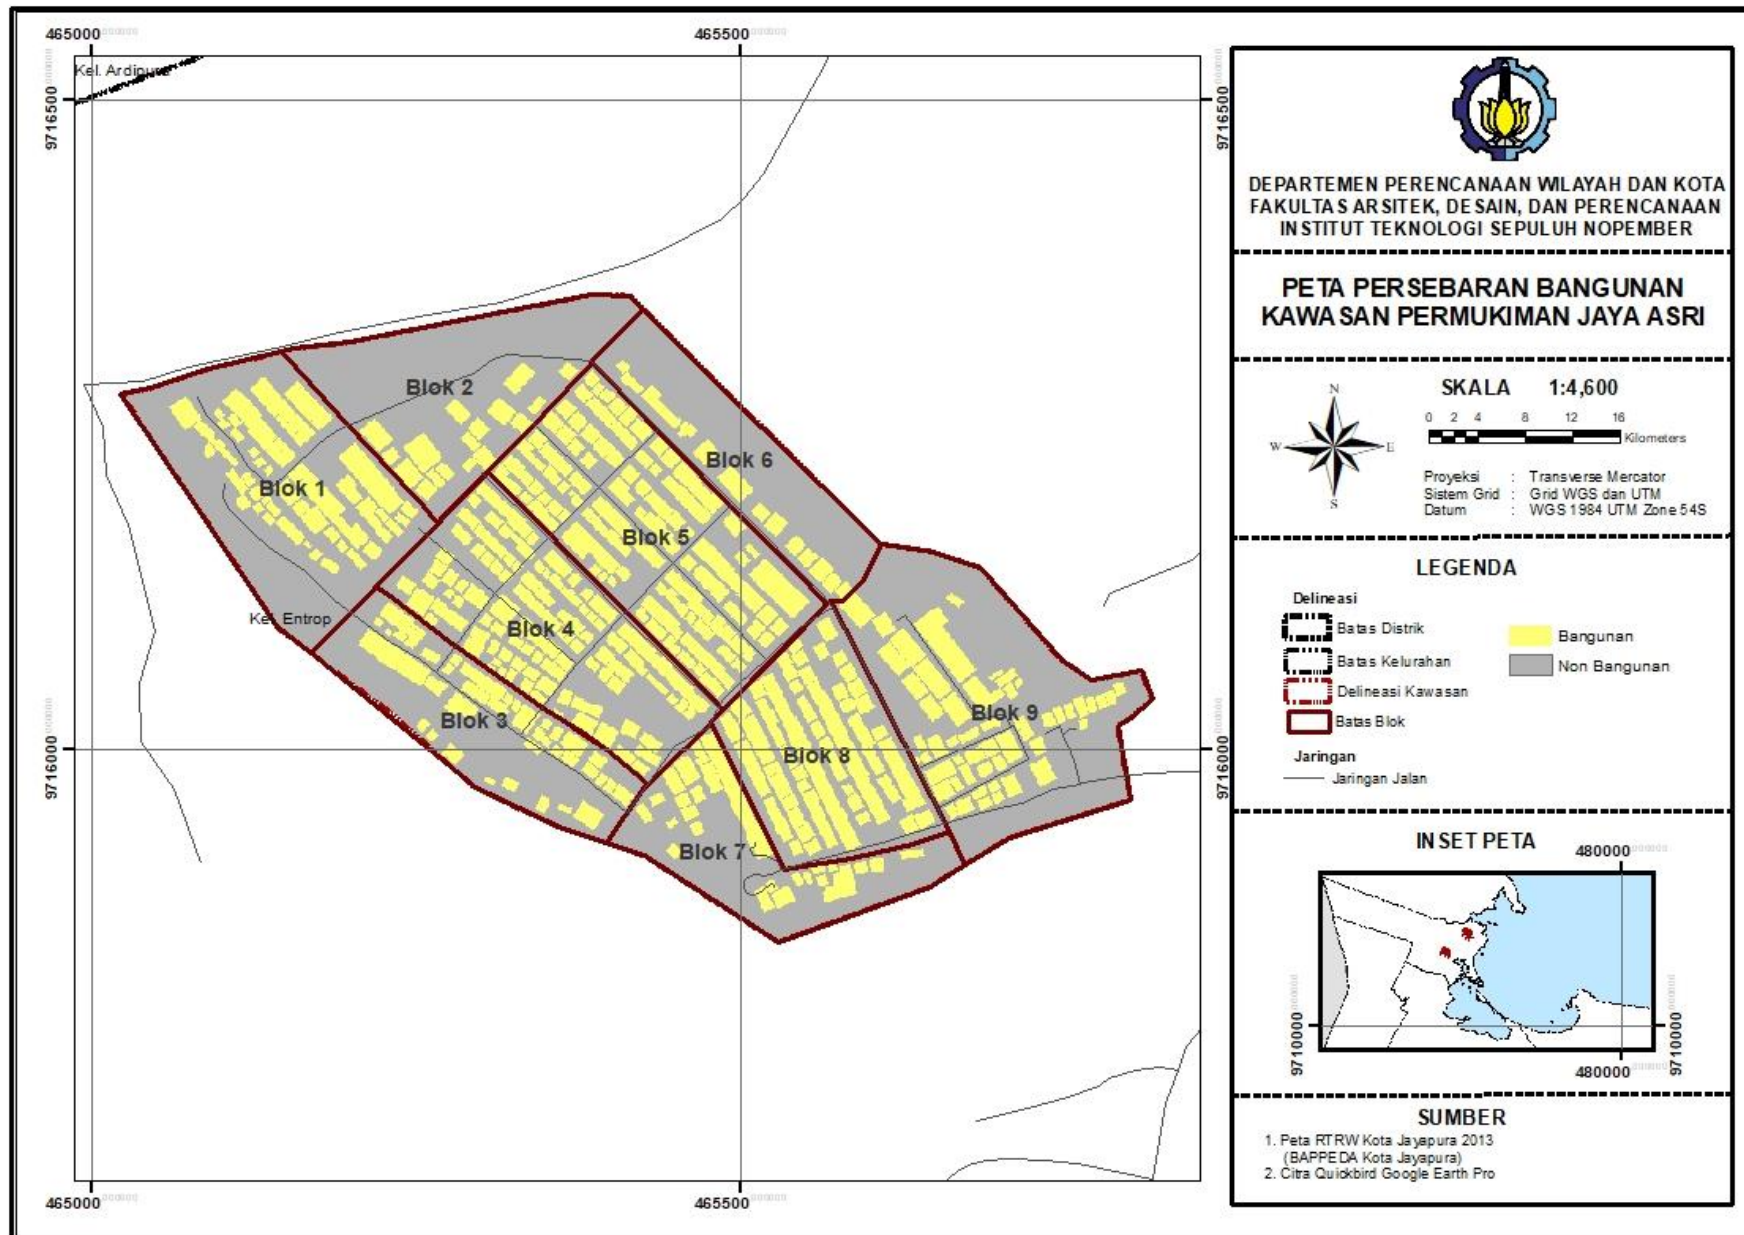 465000
465500
Kel. Ardipura
9716500
9716500
Blok 2
Blok 6
Blok 1
Blok 5
Kel. Entrop
Blok 4
Blok 3
Blok 9
Blok 8
9716000
9716000
Blok 7
465000
465500
DEPARTEMEN PERENCANAAN WILAYAH DAN KOTA
FAKULTAS ARSITEK, DESAIN, DAN PERENCANAAN
INSTITUT TEKNOLOGI SEPULUH NOPEMBER
PETA PERSEBARAN BANGUNAN
KAWASAN PERMUKIMAN JAYA ASRI
N
W E
S
SKALA 1:4,600
0 2 4 8 12 16
Kilometers
Proyeksi : Transverse Mercator
Sistem Grid : Grid WGS dan UTM
Datum : WGS 1984 UTM Zone 54S
LEGENDA
Delineasi
Batas Distrik
Batas Kelurahan
Delineasi Kawasan
Batas Blok
Jaringan
Jaringan Jalan
Bangunan
Non Bangunan
INSET PETA
480000
9710000
9710000
480000
SUMBER
1. Peta RTRW Kota Jayapura 2013
(BAPPEDA Kota Jayapura)
2. Citra Quickbird Google Earth Pro